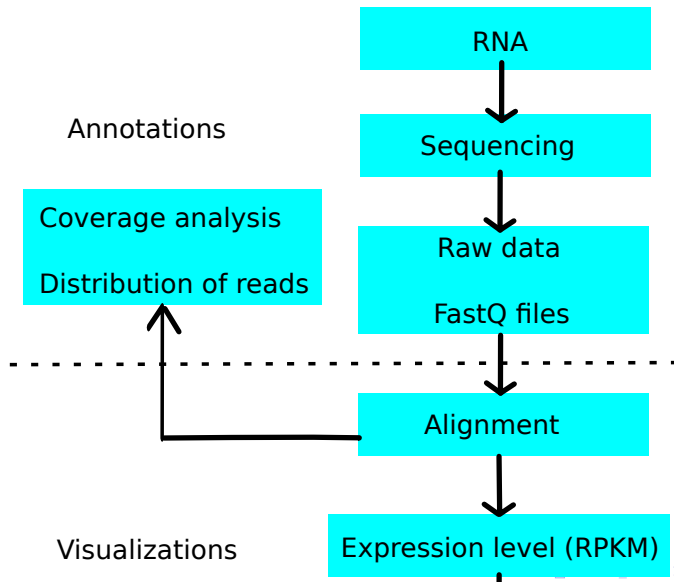 RNA
Annotations
Sequencing
Coverage analysis
Distribution of reads
Raw data
FastQ files
Alignment
Visualizations
Expression level (RPKM)